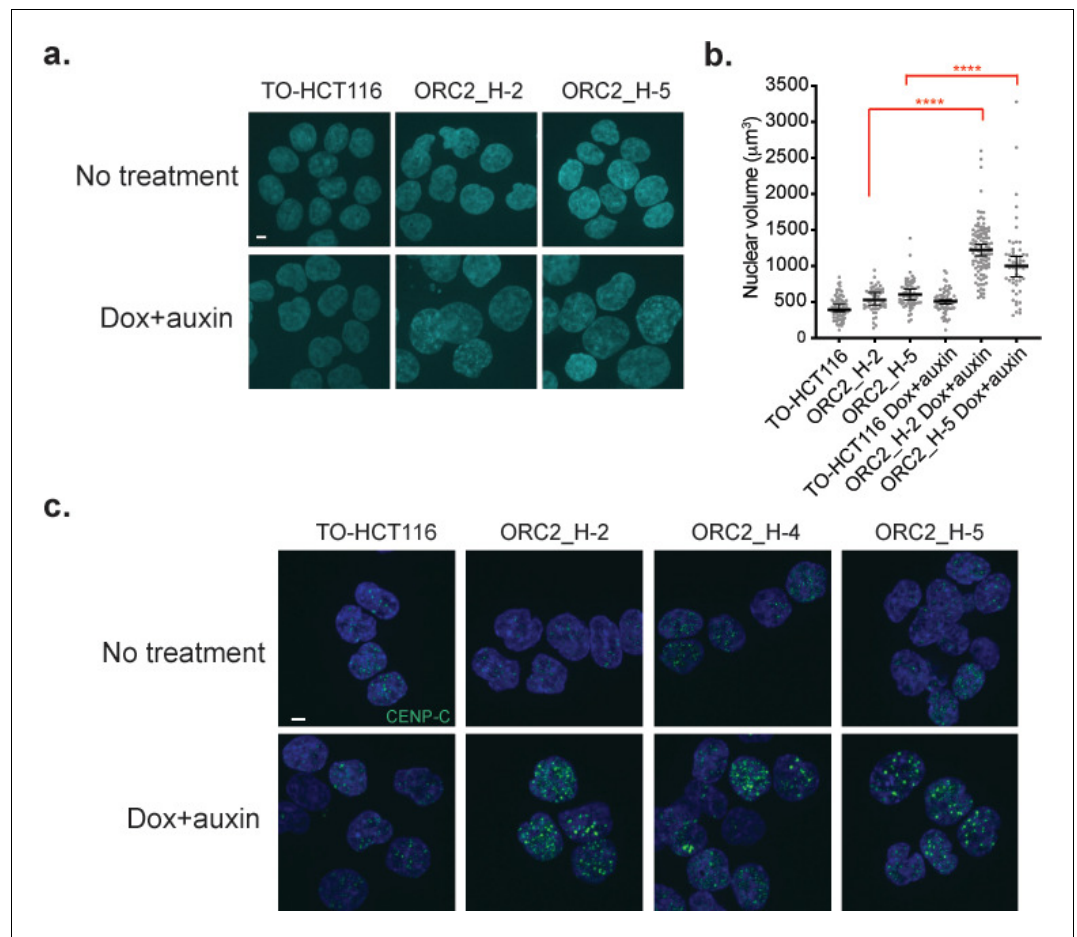 a.
TO-HCT116 ORC2_H-2 ORC2_H-5
No treatment
Dox+auxin
b.
****
****
Nuclear volume (μm³)
3500
3000
2500
2000
1500
1000
500
0
TO-HCT116
ORC2_H-2
ORC2_H-5
TO-HCT116 Dox+auxin
ORC2_H-2 Dox+auxin
ORC2_H-5 Dox+auxin
c.
TO-HCT116 ORC2_H-2 ORC2_H-4 ORC2_H-5
No treatment
CENP-C
Dox+auxin